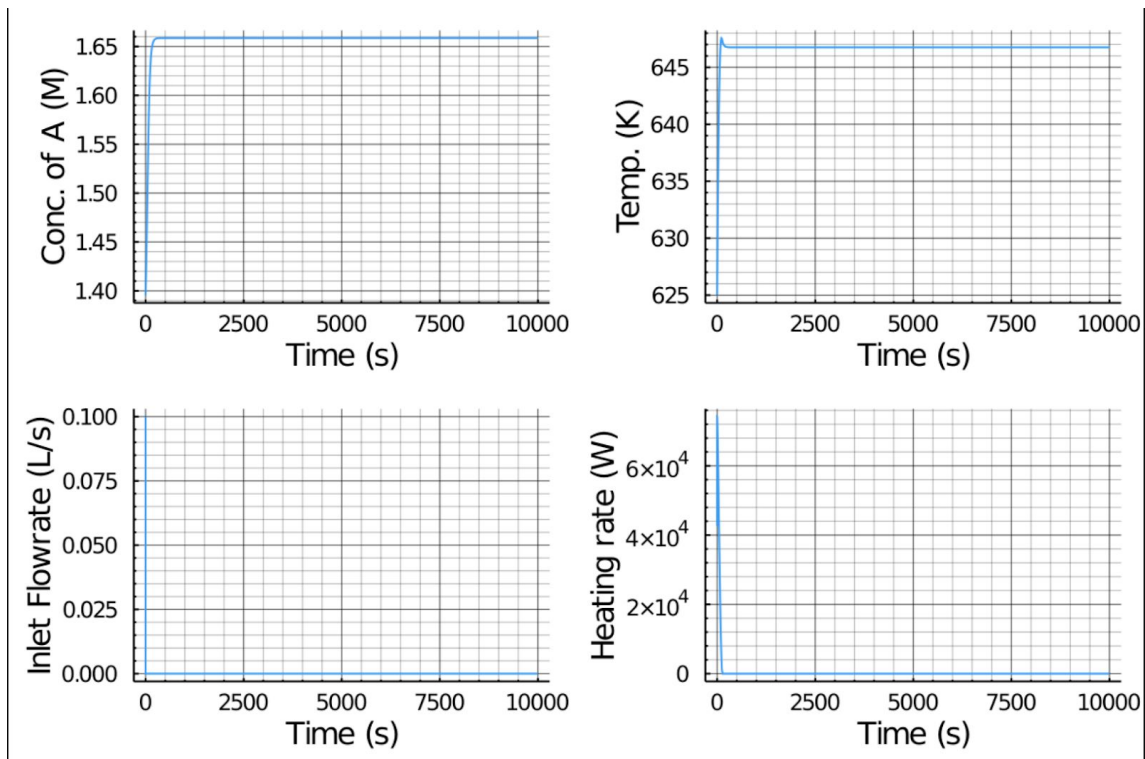 Conc. of A (M)
1.65
1.60
1.55
1.50
1.45
1.40
0 2500 5000 7500 10000
Time (s)
Temp. (K)
645
640
635
630
625
0 2500 5000 7500 10000
Time (s)
Inlet Flowrate (L/s)
0.100
0.075
0.050
0.025
0.000
0 2500 5000 7500 10000
Time (s)
Heating rate (W)
6×10⁴
4×10⁴
2×10⁴
0
0 2500 5000 7500 10000
Time (s)